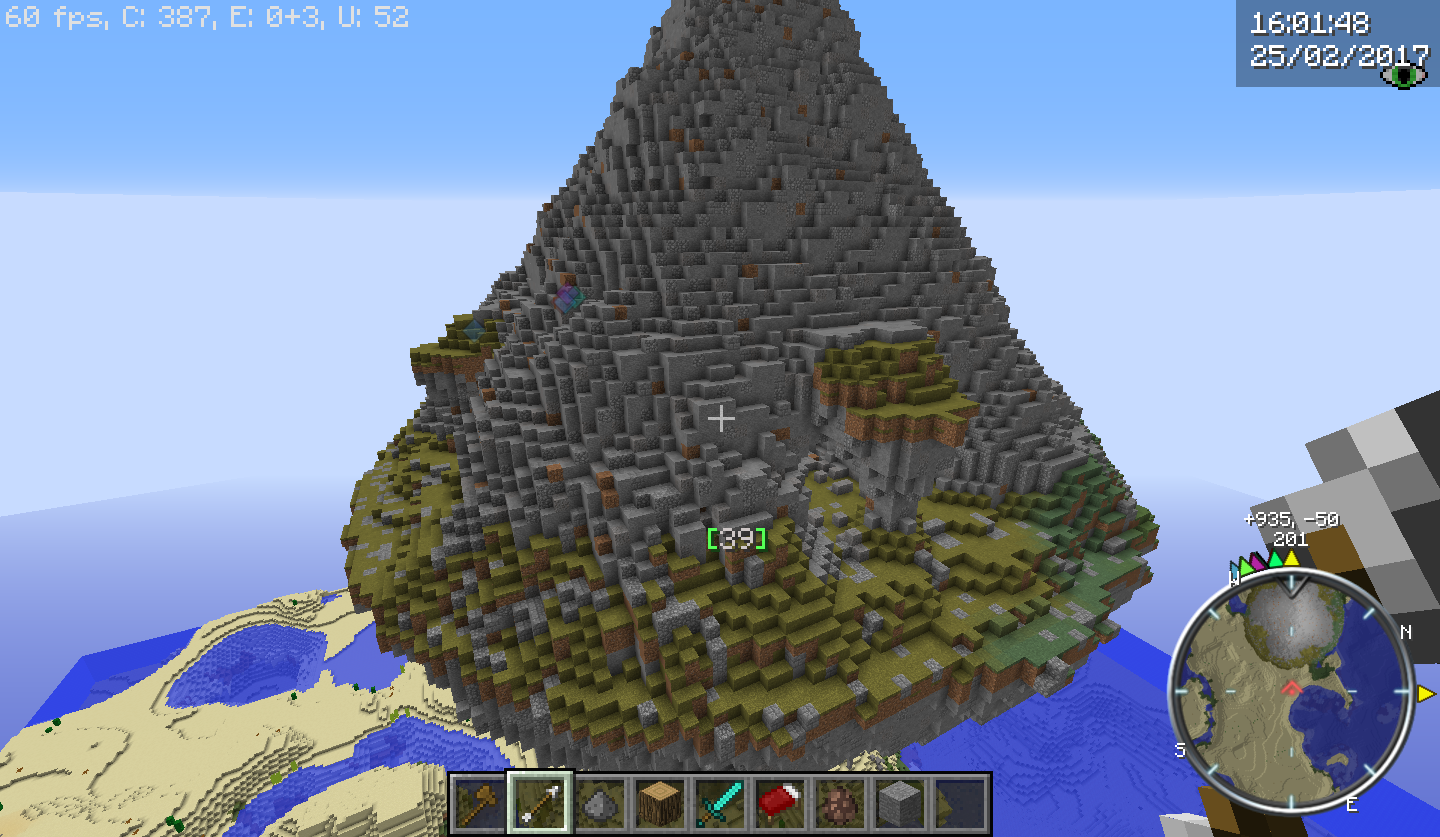 60 fps, C: 387, E: 0+3, U: 52
16:01:48
25/02/2017
[39]
+935, -50
201
W
N
S
E